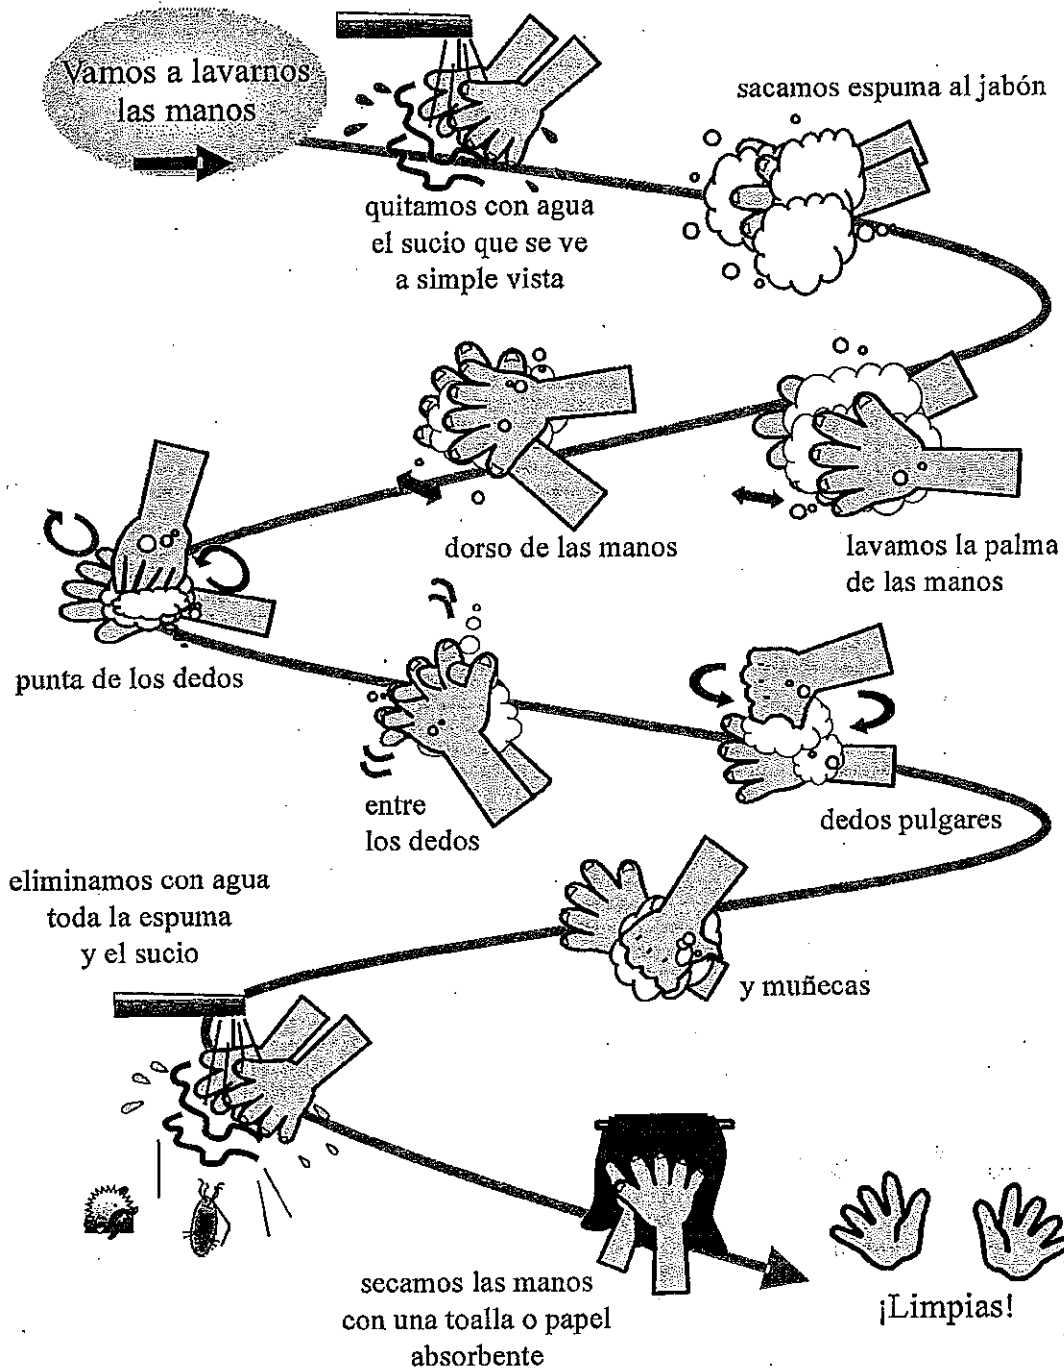 Vamos a lavarnos
las manos
quitamos con agua
el sucio que se ve
a simple vista
sacamos espuma al jabón
lavamos la palma
de las manos
dorso de las manos
punta de los dedos
entre
los dedos
dedos pulgares
y muñecas
eliminamos con agua
toda la espuma
y el sucio
secamos las manos
con una toalla o papel
absorbente
¡Limpias!